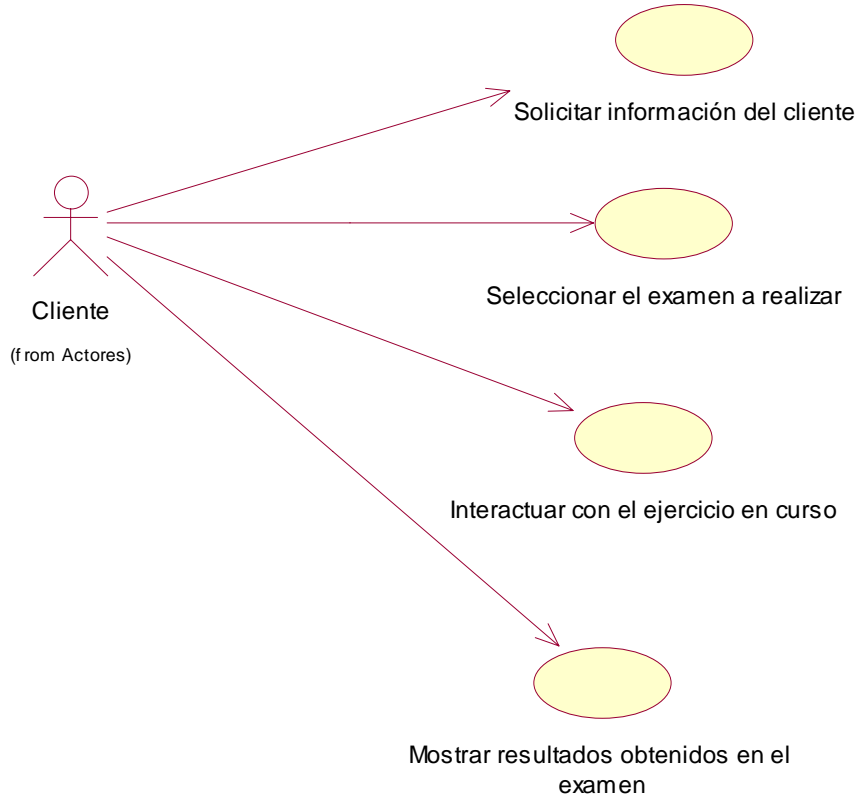 Solicitar información del cliente
Seleccionar el examen a realizar
Cliente
(from Actores)
Interactuar con el ejercicio en curso
Mostrar resultados obtenidos en el
examen